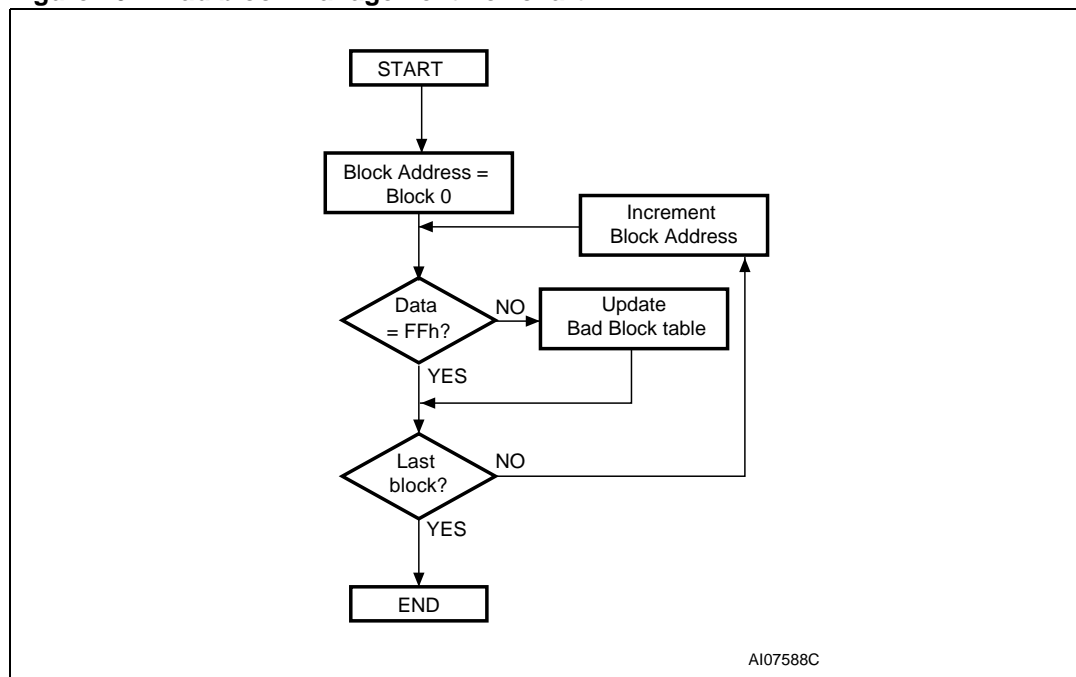 START
Block Address =
Block 0
Increment
Block Address
Data
= FFh?
NO
Update
Bad Block table
YES
Last
block?
NO
YES
END
AI07588C